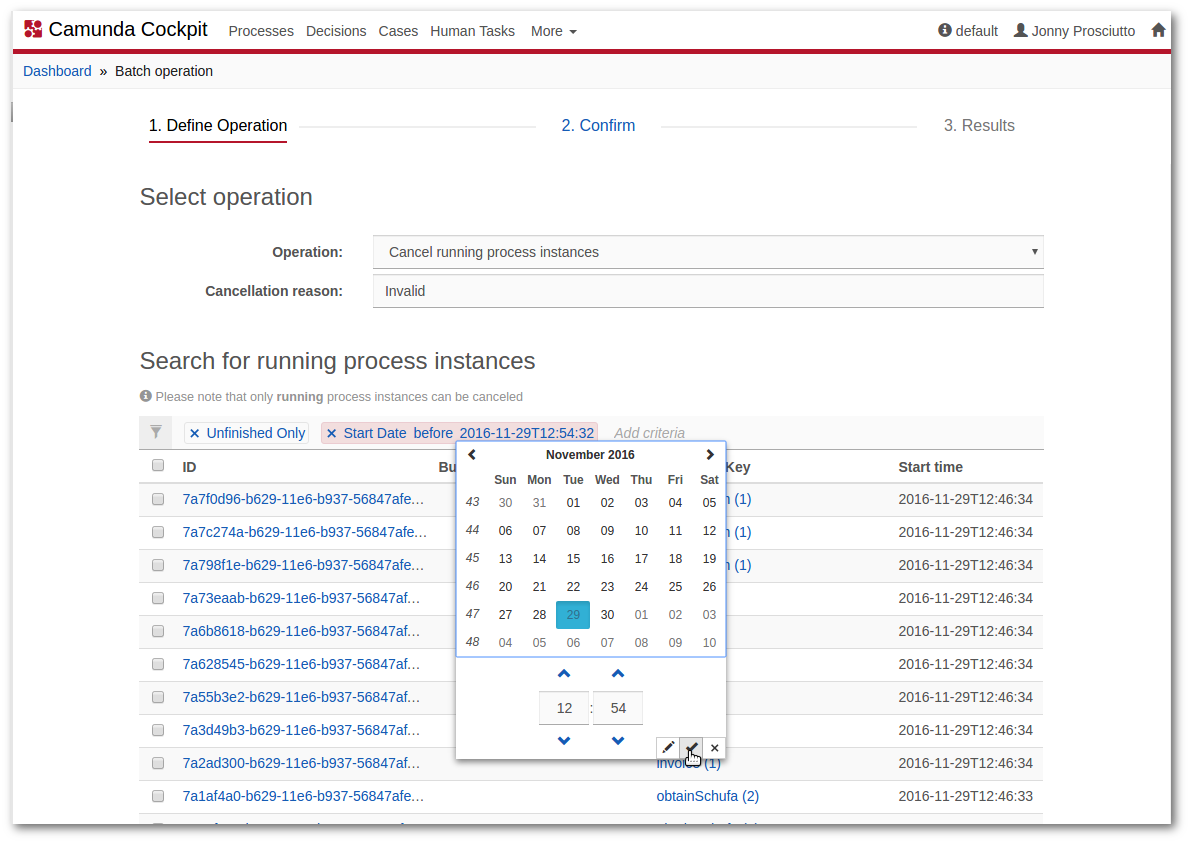 Camunda Cockpit Processes Decisions Cases Human Tasks More default Jonny Prosciutto
Dashboard » Batch operation
1. Define Operation 2. Confirm 3. Results
Select operation
Operation: Cancel running process instances
Cancellation reason: Invalid
Search for running process instances
Please note that only running process instances can be canceled
Unfinished Only Start Date before 2016-11-29T12:54:32 Add criteria
ID Bu Key Start time
November 2016
Sun Mon Tue Wed Thu Fri Sat
43 30 31 01 02 03 04 05
44 06 07 08 09 10 11 12
45 13 14 15 16 17 18 19
46 20 21 22 23 24 25 26
47 27 28 29 30 01 02 03
48 04 05 06 07 08 09 10
12 : 54
7a7f0d96-b629-11e6-b937-56847afe... (1) 2016-11-29T12:46:34
7a7c274a-b629-11e6-b937-56847afe... (1) 2016-11-29T12:46:34
7a798f1e-b629-11e6-b937-56847afe... (1) 2016-11-29T12:46:34
7a73eaab-b629-11e6-b937-56847af... 2016-11-29T12:46:34
7a6b8618-b629-11e6-b937-56847af... 2016-11-29T12:46:34
7a628545-b629-11e6-b937-56847af... 2016-11-29T12:46:34
7a55b3e2-b629-11e6-b937-56847af... 2016-11-29T12:46:34
7a3d49b3-b629-11e6-b937-56847af... 2016-11-29T12:46:34
7a2ad300-b629-11e6-b937-56847af... invoice (1) 2016-11-29T12:46:34
7a1af4a0-b629-11e6-b937-56847afe... obtainSchufa (2) 2016-11-29T12:46:33